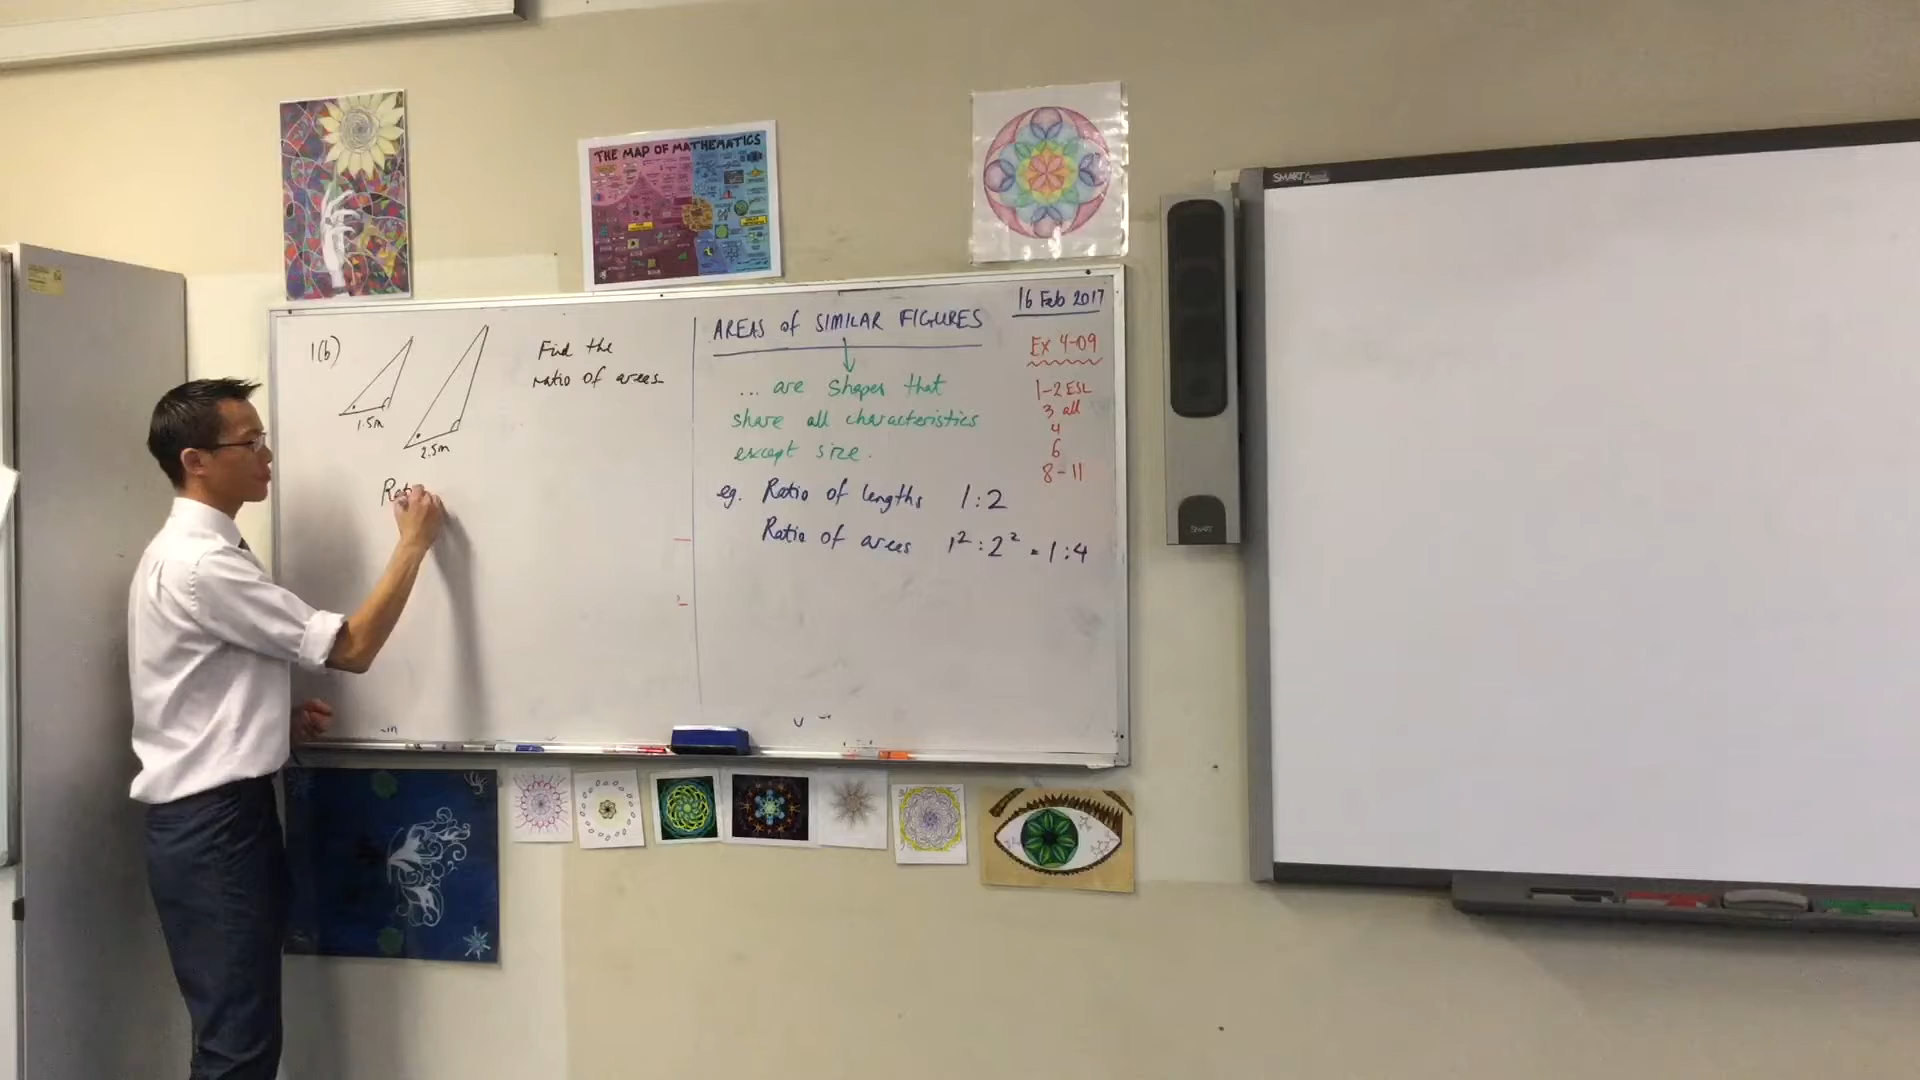 THE MAP OF MATHEMATICS
SMART
SMART
1(b)
1.5m
2.5m
Find the
ratio of areas
AREAS of SIMILAR FIGURES
16 Feb 2017
... are shapes that
share all characteristics
except size.
Ex 4-09
1-2 ESL
3 all
4
6
8-11
eg. Ratio of lengths 1:2
Ratio of areas 1²:2² = 1:4